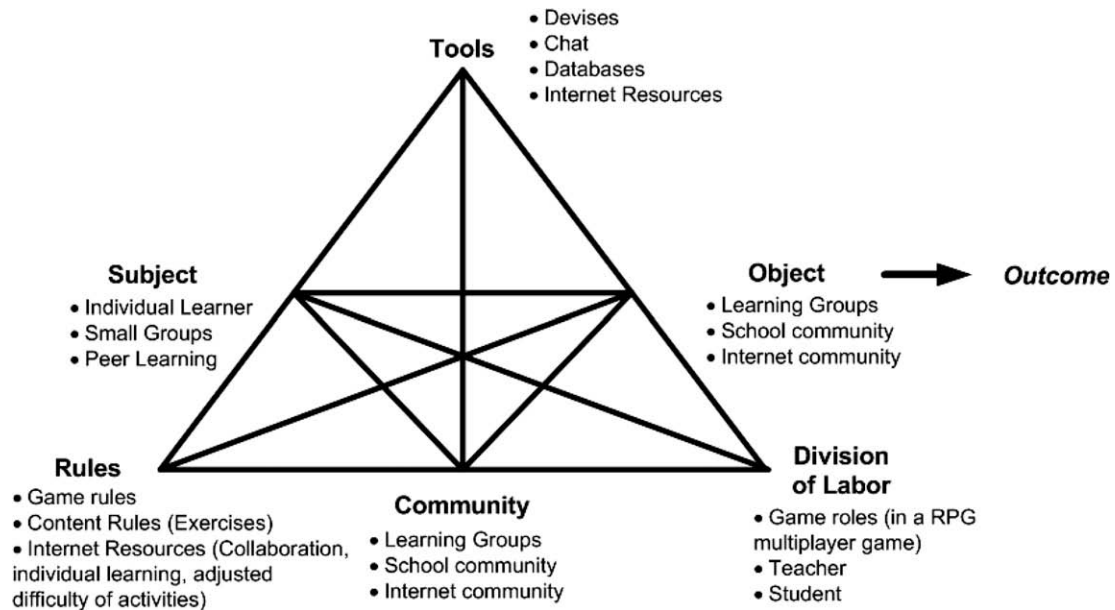 Tools
• Devises
• Chat
• Databases
• Internet Resources
Subject
• Individual Learner
• Small Groups
• Peer Learning
Object
• Learning Groups
• School community
• Internet community
Outcome
Rules
• Game rules
• Content Rules (Exercises)
• Internet Resources (Collaboration,
individual learning, adjusted
difficulty of activities)
Community
• Learning Groups
• School community
• Internet community
Division
of Labor
• Game roles (in a RPG
multiplayer game)
• Teacher
• Student